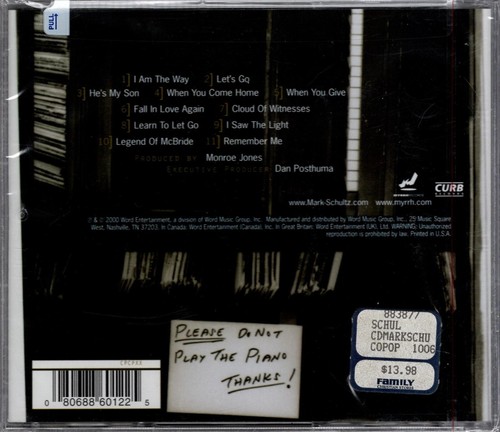 PULL
1] I Am The Way 2] Let's Go
3] He's My Son 4] When You Come Home 5] When You Give
6] Fall In Love Again 7] Cloud Of Witnesses
8] Learn To Let Go 9] I Saw The Light
10] Legend Of McBride 11] Remember Me
PRODUCED BY Monroe Jones
EXECUTIVE PRODUCER Dan Posthuma
www.Mark-Schultz.com www.myrrh.com
CURB
RECORDS
℗ & © 2000 Word Entertainment, a division of Word Music Group, Inc. Manufactured and distributed by Word Music Group, Inc., 25 Music Square
West, Nashville, TN 37203. In Canada: Word Entertainment (Canada), Inc. In Great Britain: Word Entertainment (UK), Ltd. WARNING: Unauthorized
reproduction is prohibited by law. Printed in U.S.A.
PLEASE DO NOT
PLAY THE PIANO
THANKS!
883877
SCHUL
CDMARKSCHU
COPOP 1006
$13.98
FAMILY
CHRISTIAN STORES
0 80688 60122 5